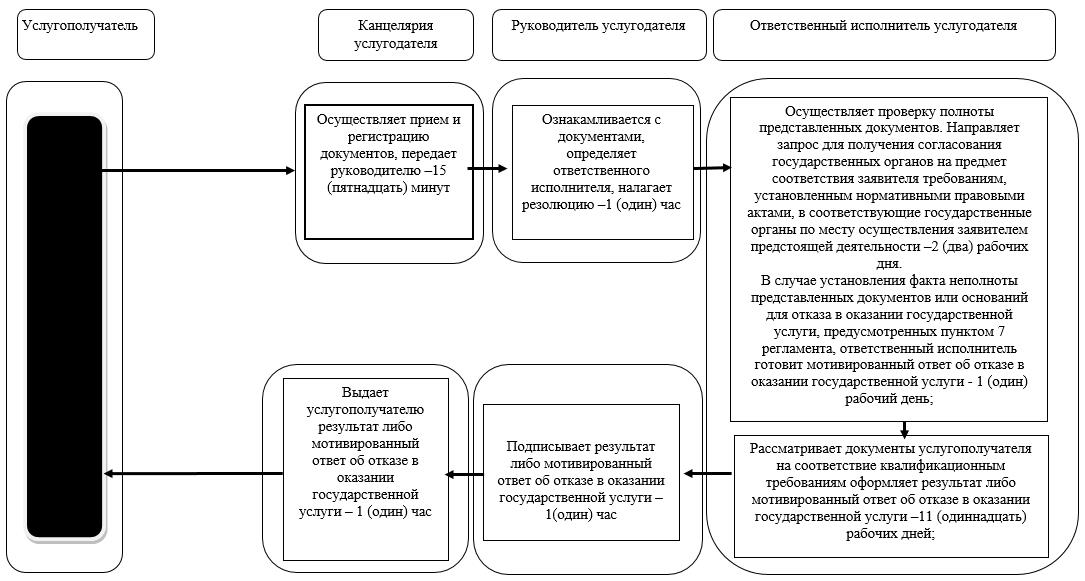 Услугополучатель
Канцелярия
услугодателя
Руководитель услугодателя
Ответственный исполнитель услугодателя
Осуществляет прием и
регистрацию
документов, передает
руководителю –15
(пятнадцать) минут
Ознакамливается с
документами,
определяет
ответственного
исполнителя, налагает
резолюцию –1 (один) час
Осуществляет проверку полноты
представленных документов. Направляет
запрос для получения согласования
государственных органов на предмет
соответствия заявителя требованиям,
установленным нормативными правовыми
актами, в соответствующие государственные
органы по месту осуществления заявителем
предстоящей деятельности –2 (два) рабочих
дня.
В случае установления факта неполноты
представленных документов или оснований
для отказа в оказании государственной
услуги, предусмотренных пунктом 7
регламента, ответственный исполнитель
готовит мотивированный ответ об отказе в
оказании государственной услуги - 1 (один)
рабочий день;
Выдает
услугополучателю
результат либо
мотивированный
ответ об отказе в
оказании
государственной
услуги – 1 (один) час
Подписывает результат
либо мотивированный
ответ об отказе в оказании
государственной услуги –
1(один) час
Рассматривает документы услугополучателя
на соответствие квалификационным
требованиям оформляет результат либо
мотивированный ответ об отказе в оказании
государственной услуги –11 (одиннадцать)
рабочих дней;